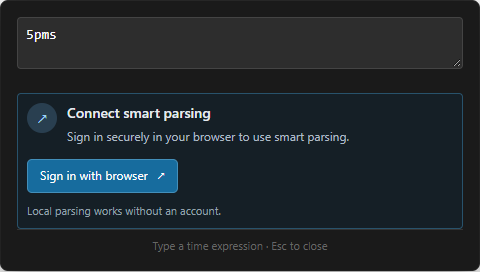 5pms
↗ Connect smart parsing
Sign in securely in your browser to use smart parsing.
Sign in with browser ↗
Local parsing works without an account.
Type a time expression · Esc to close